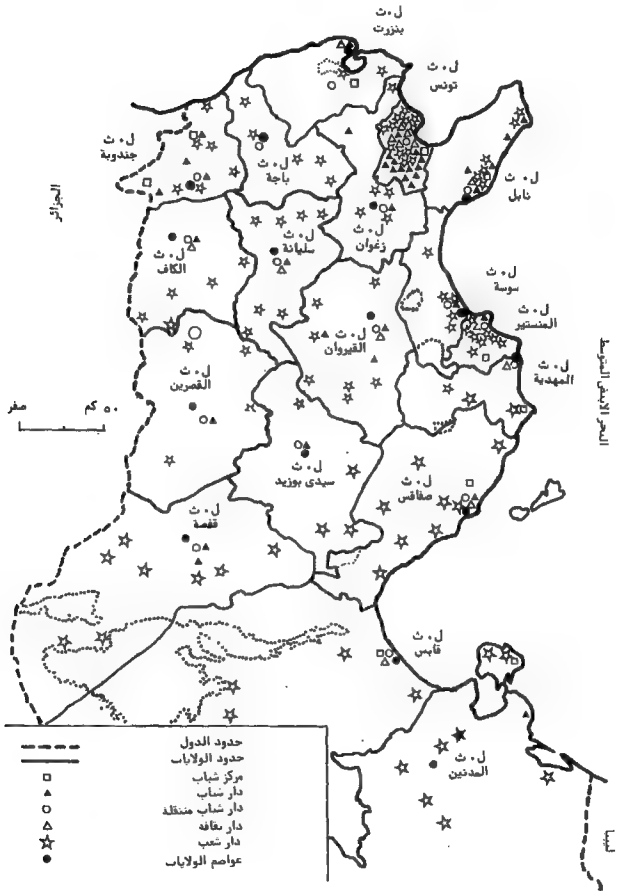 ل. ث
بنزرت
ل. ث
تونس
ل. ث
جندوبة
ل. ث
باجة
ل. ث
نابل
الجزائر
ل. ث
زغوان
ل. ث
سليانة
ل. ث
الكاف
ل. ث
سوسة
ل. ث
المنستير
ل. ث
القيروان
ل. ث
المهدية
ل. ث
القصرين
البحر الابيض المتوسط
صفر
٥٠ كم
ل. ث
سيدى بوزيد
ل. ث
صفاقس
ل. ث
قفصة
ل. ث
قابس
ل. ث
المدنين
ليبيا
حدود الدول
حدود الولايات
مركز شباب
دار شباب
دار شباب متنقلة
دار ثقافة
دار شعب
عواصم الولايات